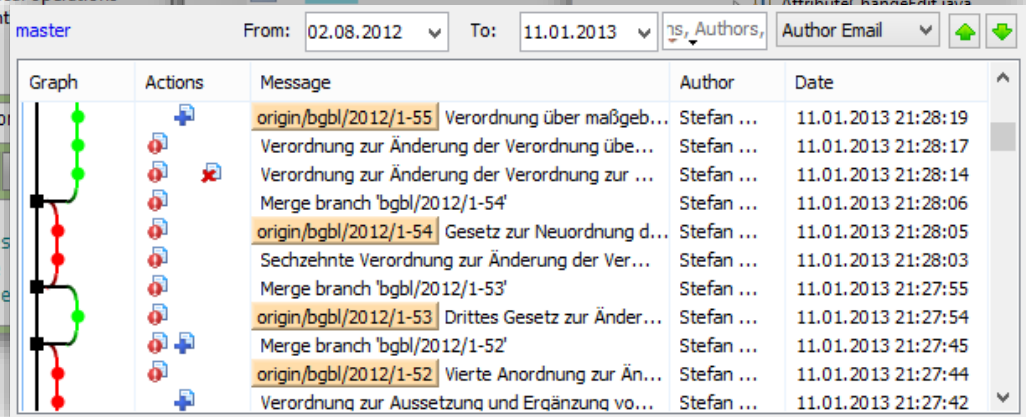 master From: 02.08.2012 To: 11.01.2013 ns, Authors, Author Email
Graph Actions Message Author Date
origin/bgbl/2012/1-55 Verordnung über maßgeb... Stefan ... 11.01.2013 21:28:19
Verordnung zur Änderung der Verordnung übe... Stefan ... 11.01.2013 21:28:17
Verordnung zur Änderung der Verordnung zur ... Stefan ... 11.01.2013 21:28:14
Merge branch 'bgbl/2012/1-54' Stefan ... 11.01.2013 21:28:06
origin/bgbl/2012/1-54 Gesetz zur Neuordnung d... Stefan ... 11.01.2013 21:28:05
Sechzehnte Verordnung zur Änderung der Ver... Stefan ... 11.01.2013 21:28:03
Merge branch 'bgbl/2012/1-53' Stefan ... 11.01.2013 21:27:55
origin/bgbl/2012/1-53 Drittes Gesetz zur Änder... Stefan ... 11.01.2013 21:27:54
Merge branch 'bgbl/2012/1-52' Stefan ... 11.01.2013 21:27:45
origin/bgbl/2012/1-52 Vierte Anordnung zur Än... Stefan ... 11.01.2013 21:27:44
Verordnung zur Aussetzung und Ergänzung vo... Stefan ... 11.01.2013 21:27:42